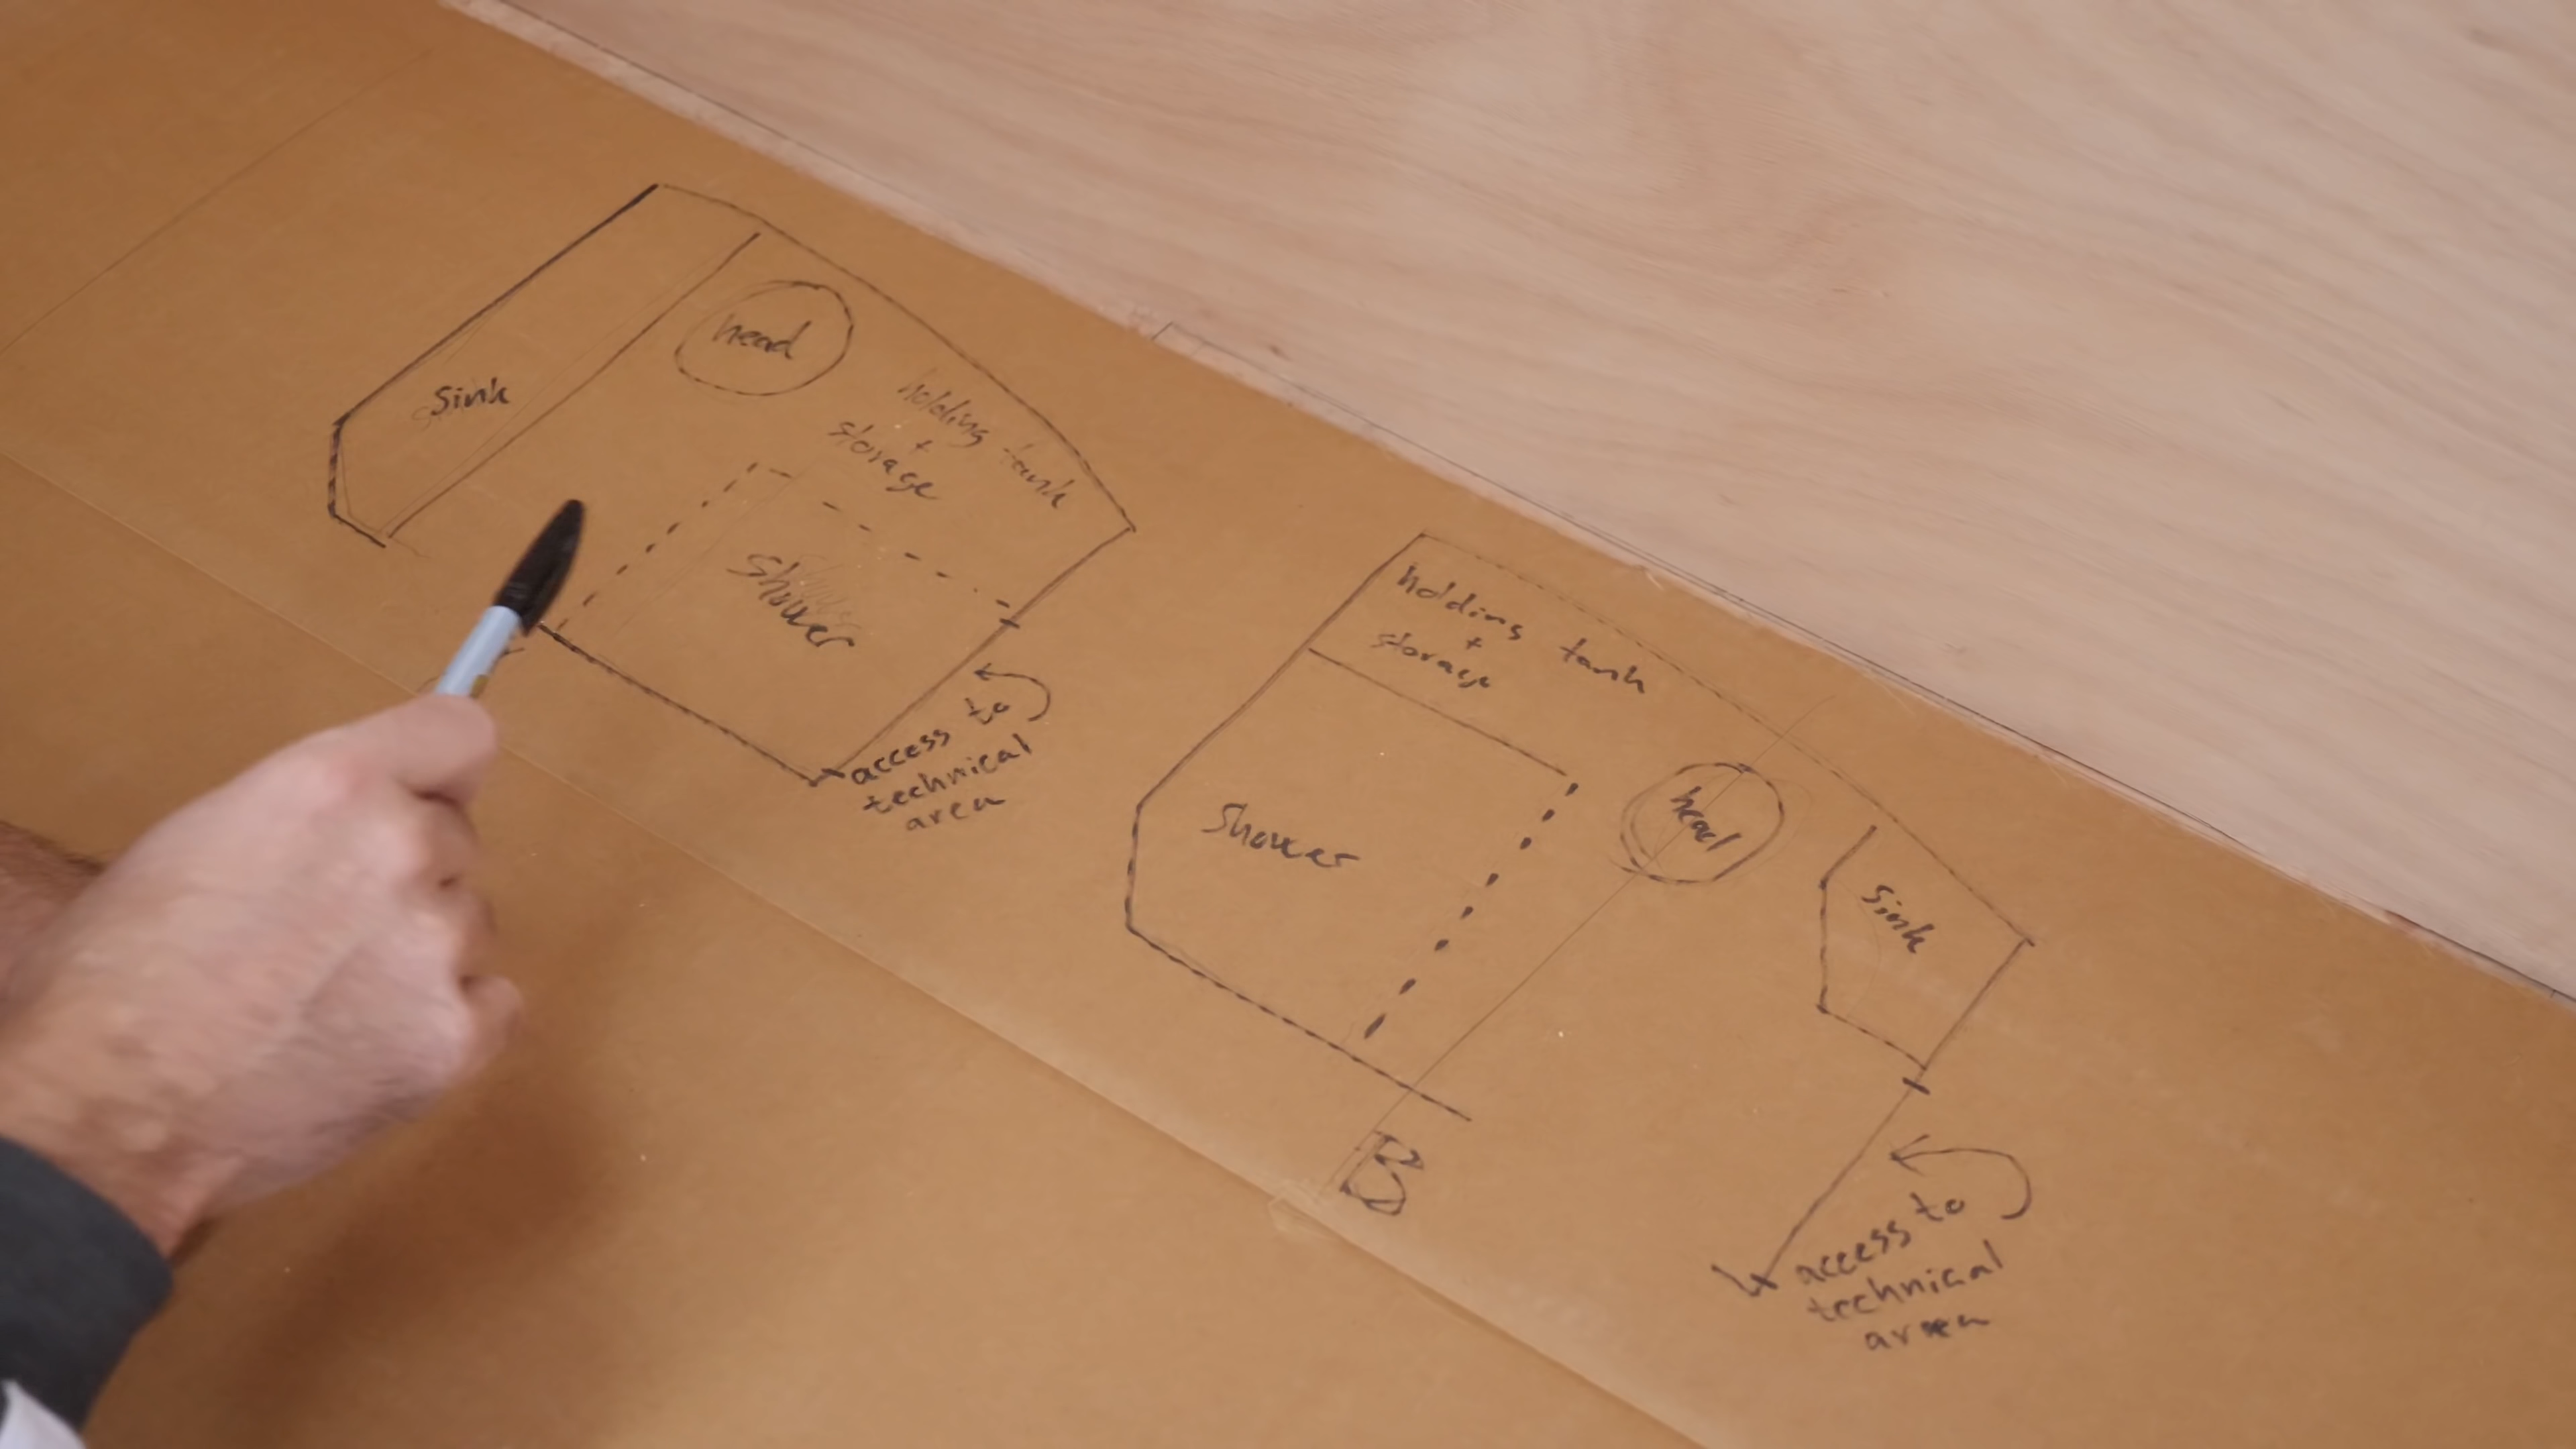 head
Sink
holding tank
+
storage
Shower
access to
technical
area
holding tank
+
storage
head
Shower
Sink
B
access to
technical
area